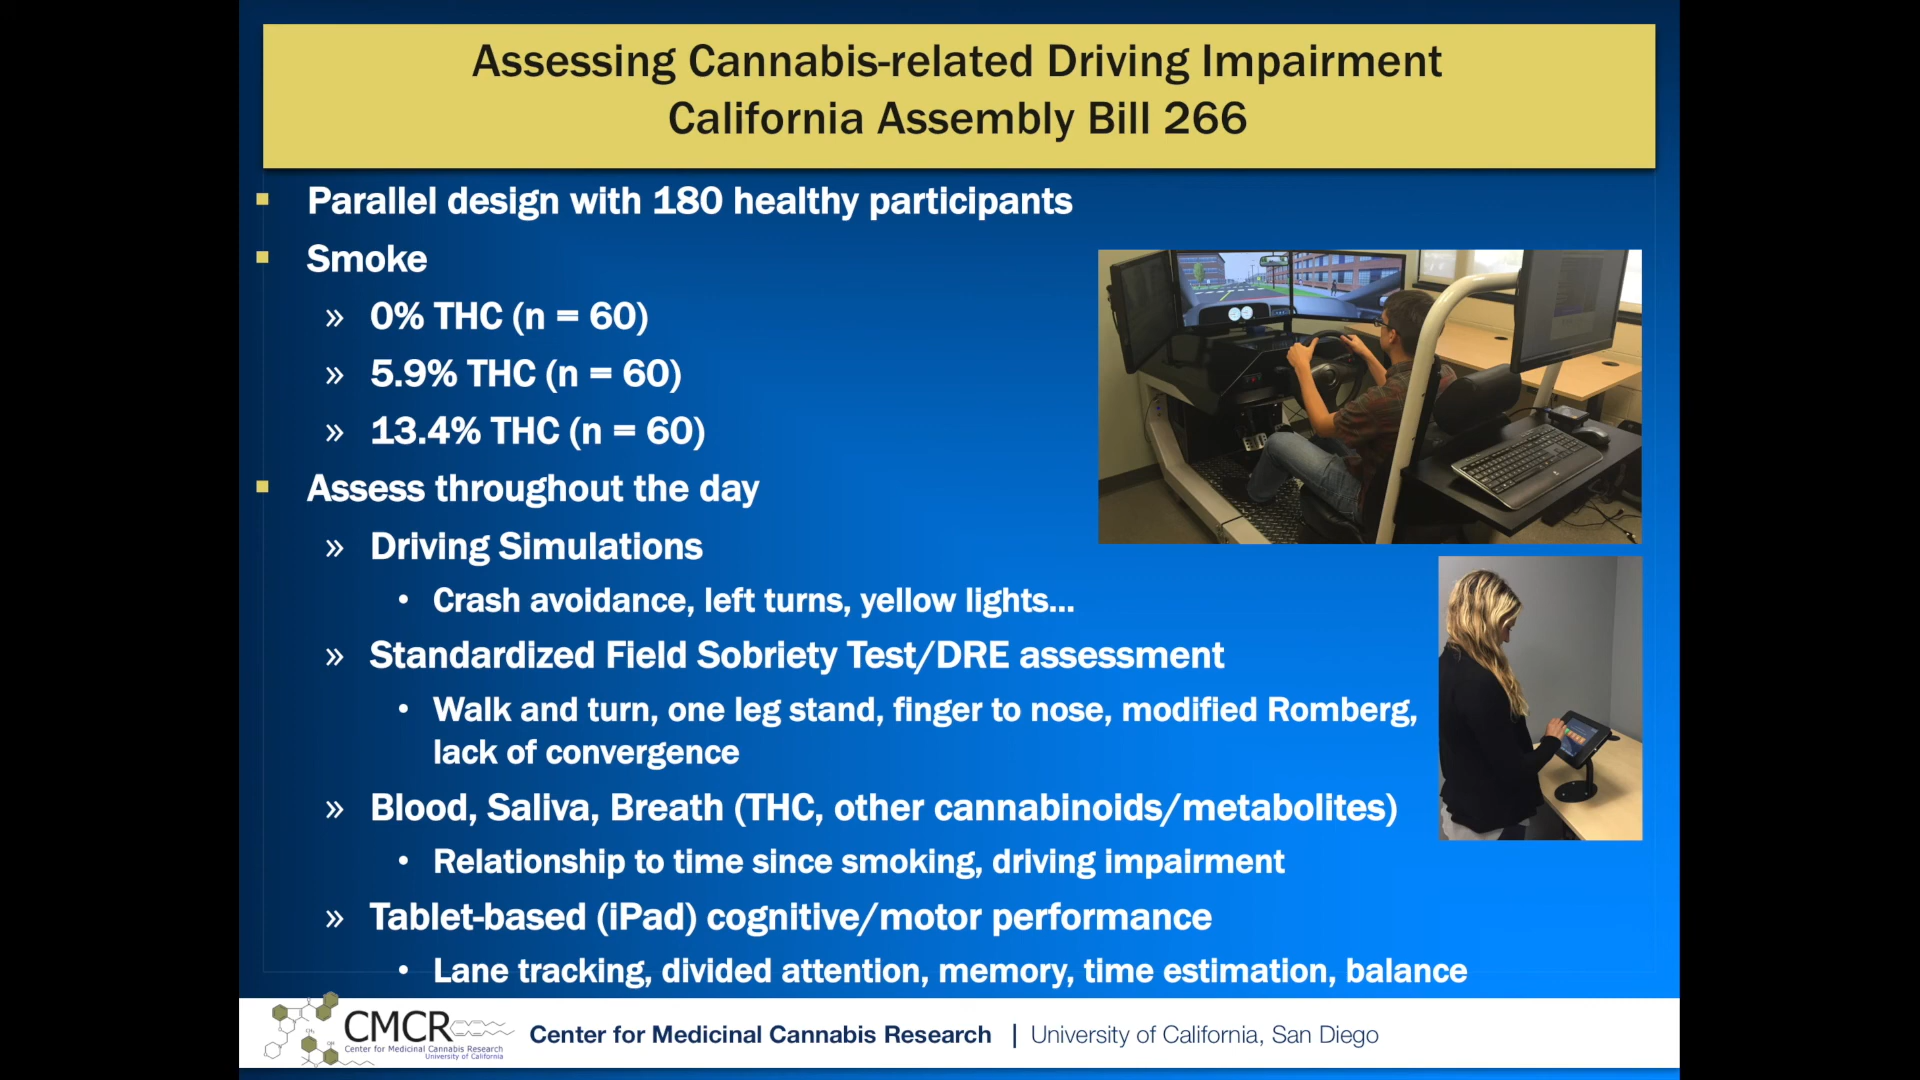 Assessing Cannabis-related Driving Impairment
California Assembly Bill 266
▪ Parallel design with 180 healthy participants
▪ Smoke
» 0% THC (n = 60)
» 5.9% THC (n = 60)
» 13.4% THC (n = 60)
▪ Assess throughout the day
» Driving Simulations
• Crash avoidance, left turns, yellow lights...
» Standardized Field Sobriety Test/DRE assessment
• Walk and turn, one leg stand, finger to nose, modified Romberg,
lack of convergence
» Blood, Saliva, Breath (THC, other cannabinoids/metabolites)
• Relationship to time since smoking, driving impairment
» Tablet-based (iPad) cognitive/motor performance
• Lane tracking, divided attention, memory, time estimation, balance
CMCR
Center for Medicinal Cannabis Research
University of California
Center for Medicinal Cannabis Research | University of California, San Diego